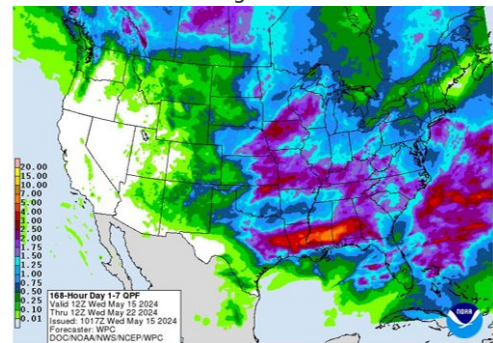 20.00
15.00
10.00
7.00
5.00
4.00
3.00
2.50
2.00
1.75
1.50
1.25
1.00
0.75
0.50
0.25
0.10
0.01
168-Hour Day 1-7 QPF
Valid 12Z Wed May 15 2024
Thru 12Z Wed May 22 2024
Issued: 1017Z Wed May 15 2024
Forecaster: WPC
DOC/NOAA/NWS/NCEP/WPC
NOAA